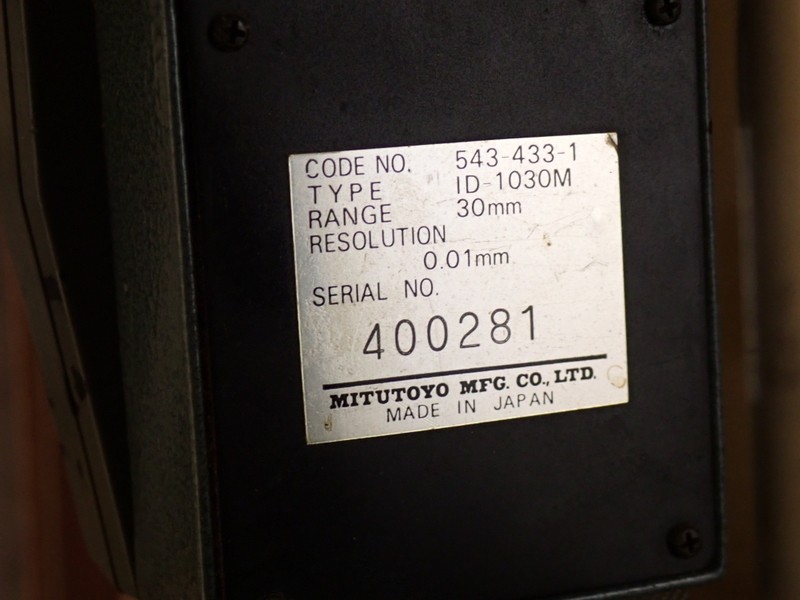 CODE NO. 543-433-1
TYPE ID-1030M
RANGE 30mm
RESOLUTION
0.01mm
SERIAL NO.
400281
MITUTOYO MFG. CO., LTD.
MADE IN JAPAN